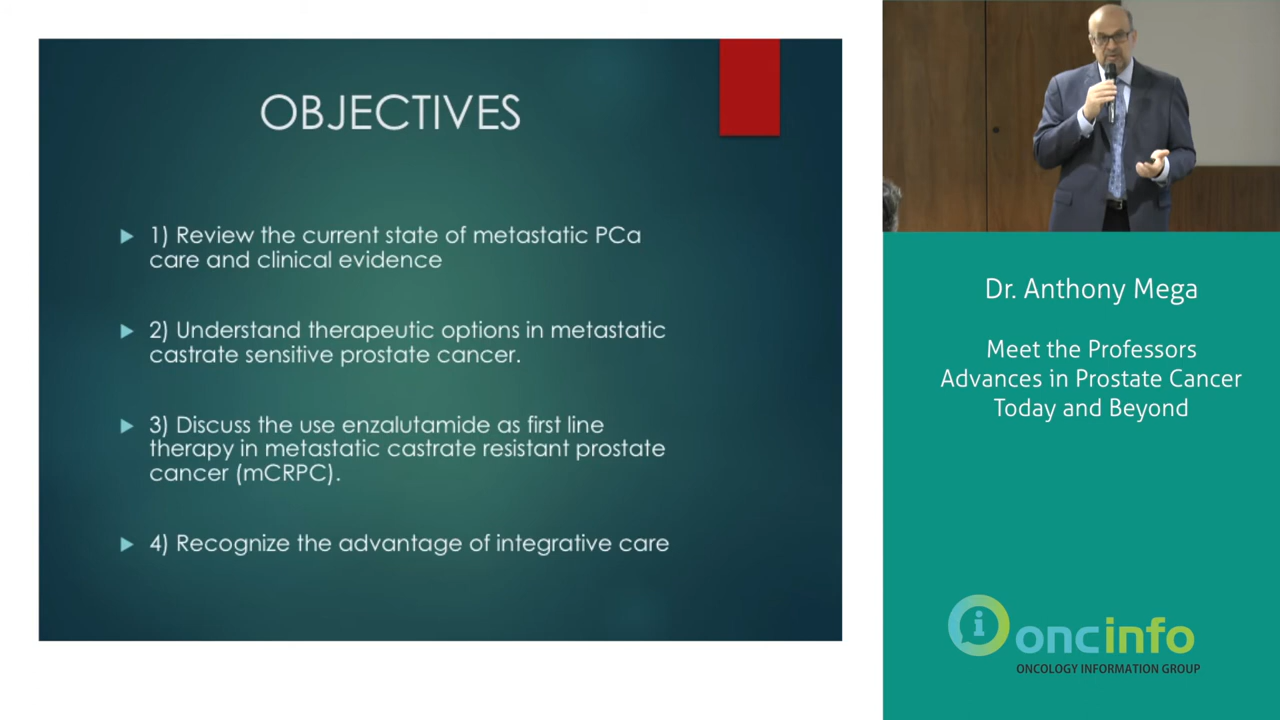 OBJECTIVES
1) Review the current state of metastatic PCa
care and clinical evidence
2) Understand therapeutic options in metastatic
castrate sensitive prostate cancer.
3) Discuss the use enzalutamide as first line
therapy in metastatic castrate resistant prostate
cancer (mCRPC).
4) Recognize the advantage of integrative care
Dr. Anthony Mega
Meet the Professors
Advances in Prostate Cancer
Today and Beyond
i
oncinfo
ONCOLOGY INFORMATION GROUP